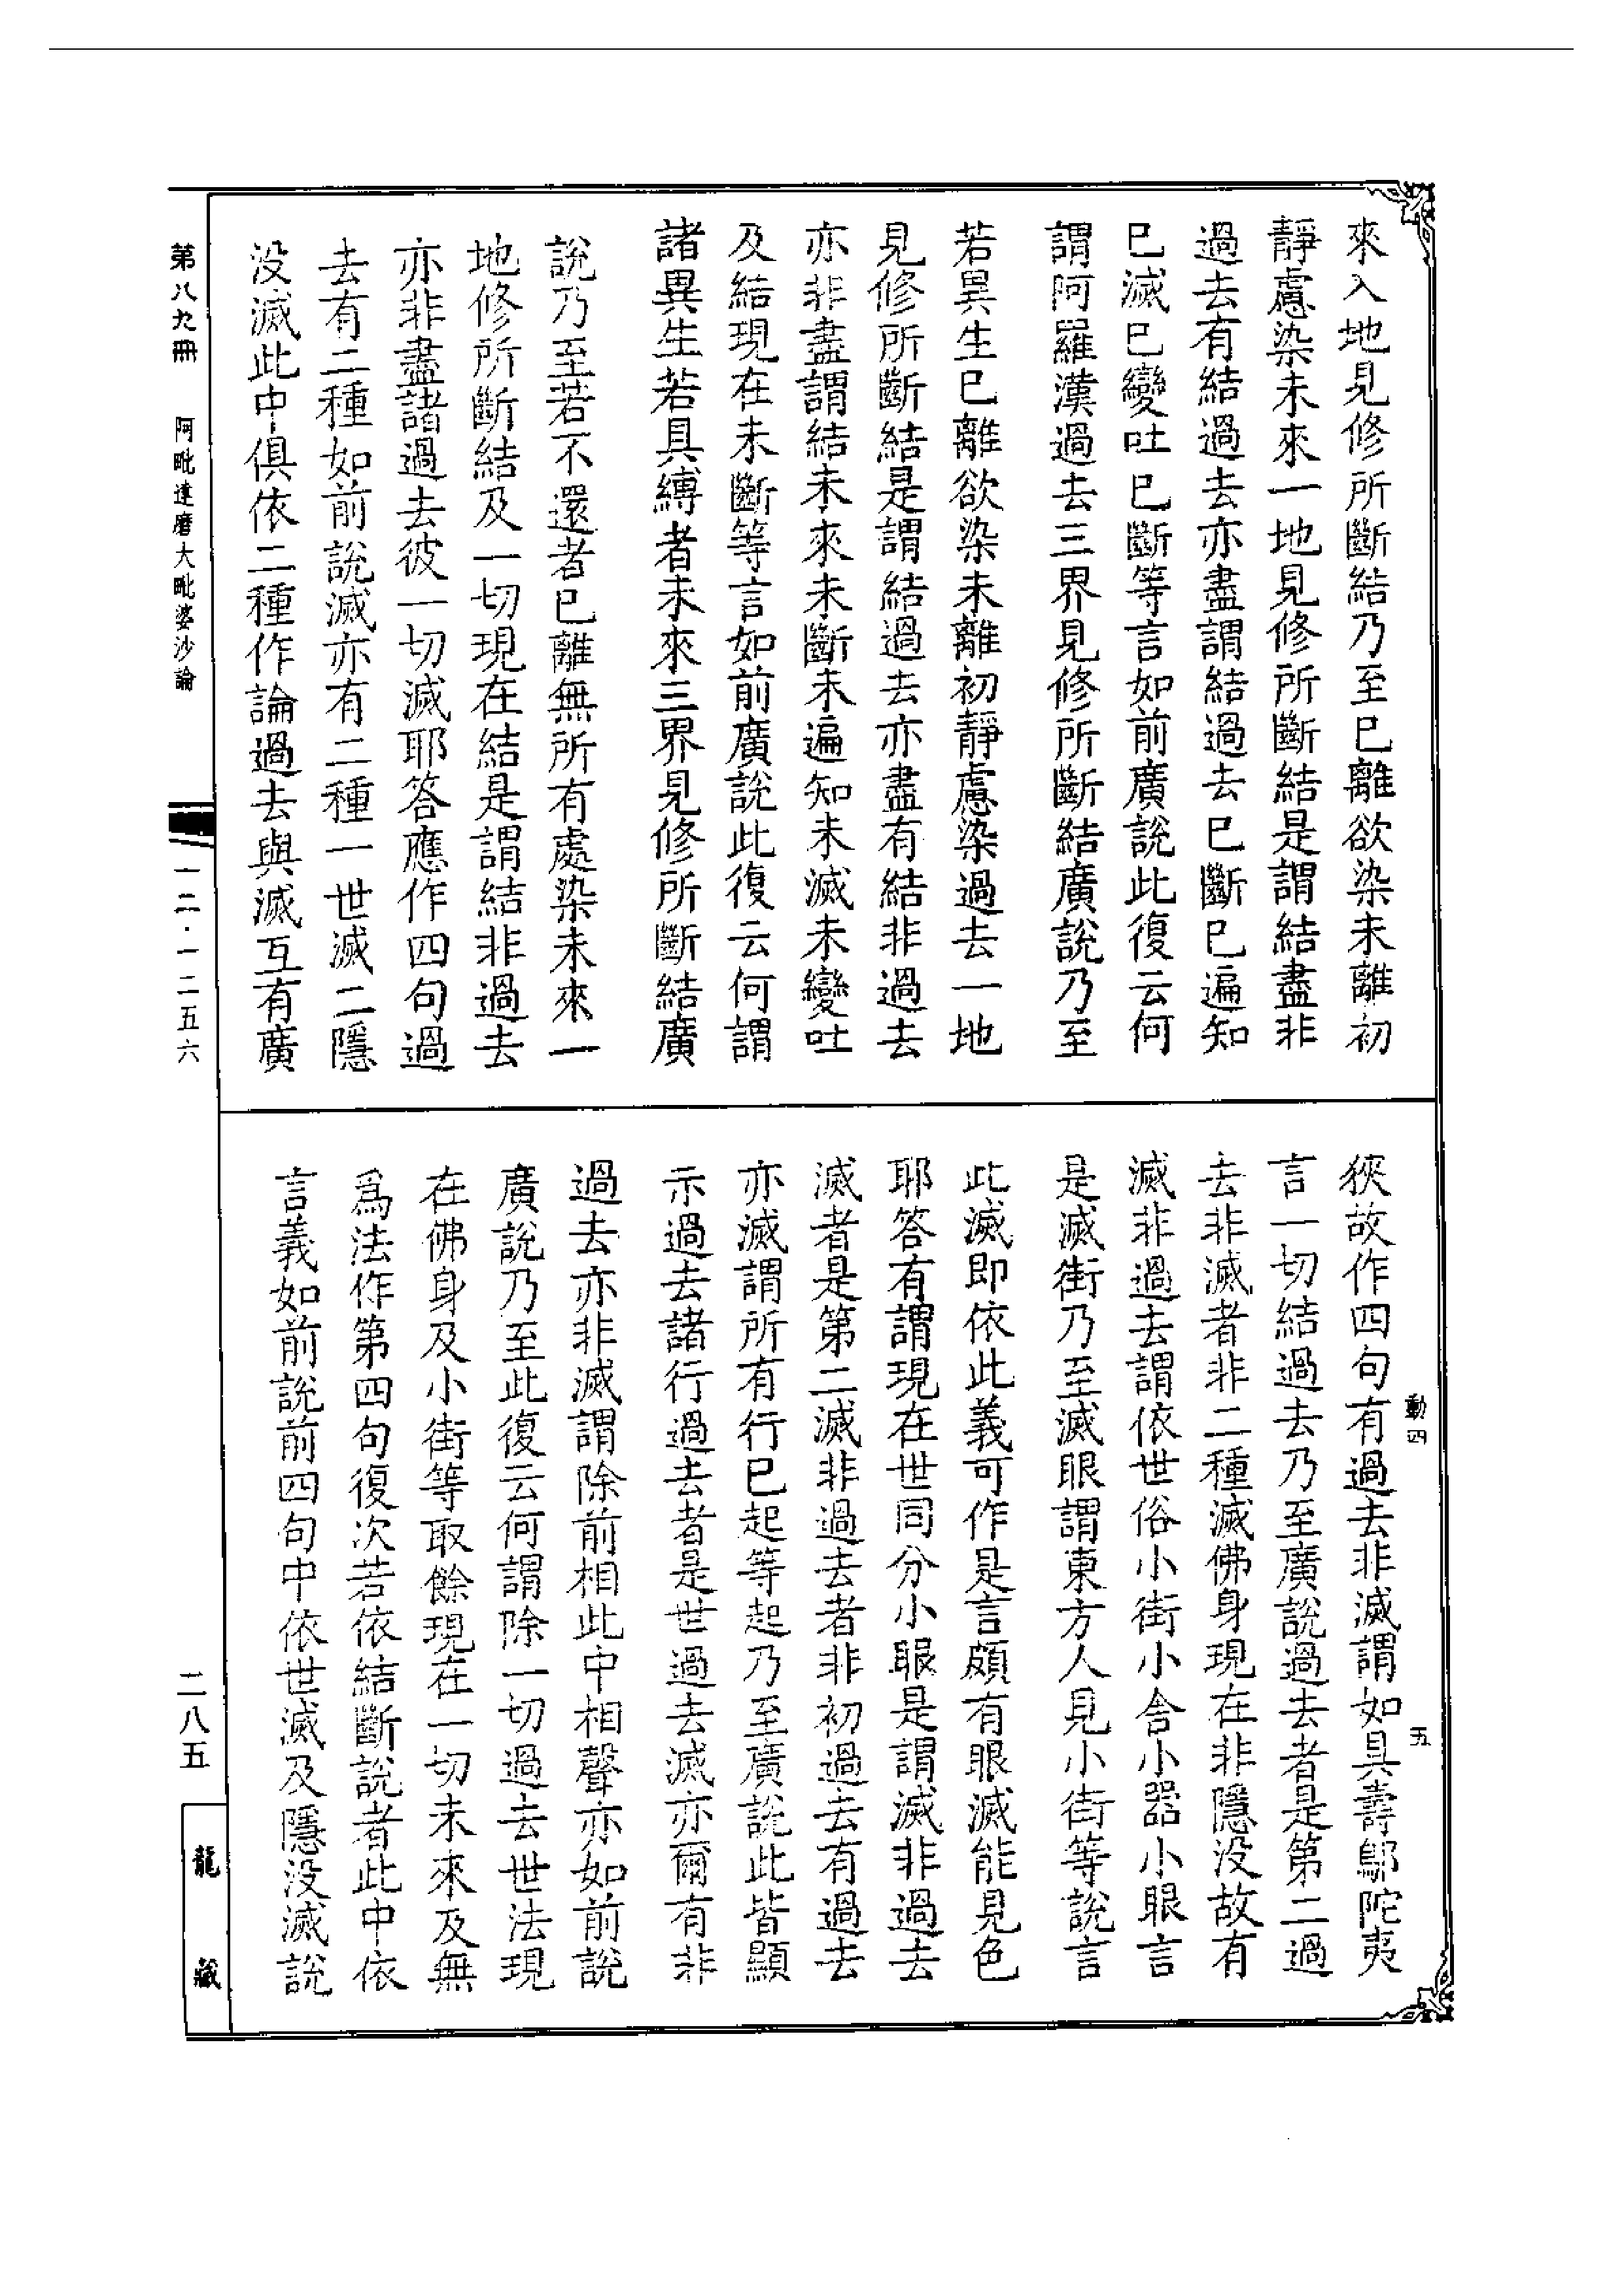 來入地見修所斷結乃至已離欲染未離初
靜慮染未來一地見修所斷結是謂結盡非
過去有結過去亦盡謂結過去已斷已遍知
已滅已變吐已斷等言如前廣說此復云何
謂阿羅漢過去三界見修所斷結廣說乃至
若異生已離欲染未離初靜慮染過去一地
見修所斷結是謂結過去亦盡有結非過去
亦非盡謂結未來未斷未遍知未滅未變吐
及結現在未斷等言如前廣說此復云何謂
諸異生若具縛者未來三界見修所斷結廣
說乃至若不還者已離無所有處染未來一
地修所斷結及一切現在結是謂結非過去
亦非盡諸過去彼一切滅耶答應作四句過
去有二種如前說滅亦有二種一世滅二隱
没滅此中俱依二種作論過去與滅互有廣
狹故作四句有過去非滅謂如具壽鄔陀夷
言一切結過去乃至廣說過去者是第二過
去非滅者非二種滅佛身現在非隱没故有
滅非過去謂依世俗小街小舍小器小眼言
是滅街乃至滅眼謂東方人見小街等說言
此滅即依此義可作是言頗有眼滅能見色
耶答有謂現在世同分小眼是謂滅非過去
滅者是第二滅非過去者非初過去有過去
亦滅謂所有行已起等起乃至廣說此皆顯
示過去諸行過去者是世過去滅亦爾有非
過去亦非滅謂除前相此中相聲亦如前說
廣說乃至此復云何謂除一切過去世法現
在佛身及小街等取餘現在一切未來及無
爲法作第四句復次若依結斷說者此中依
言義如前說前四句中依世滅及隱没滅說
動四
五
第八九冊
阿毗達磨大毗婆沙論
一二·一二五六
二八五
龍藏